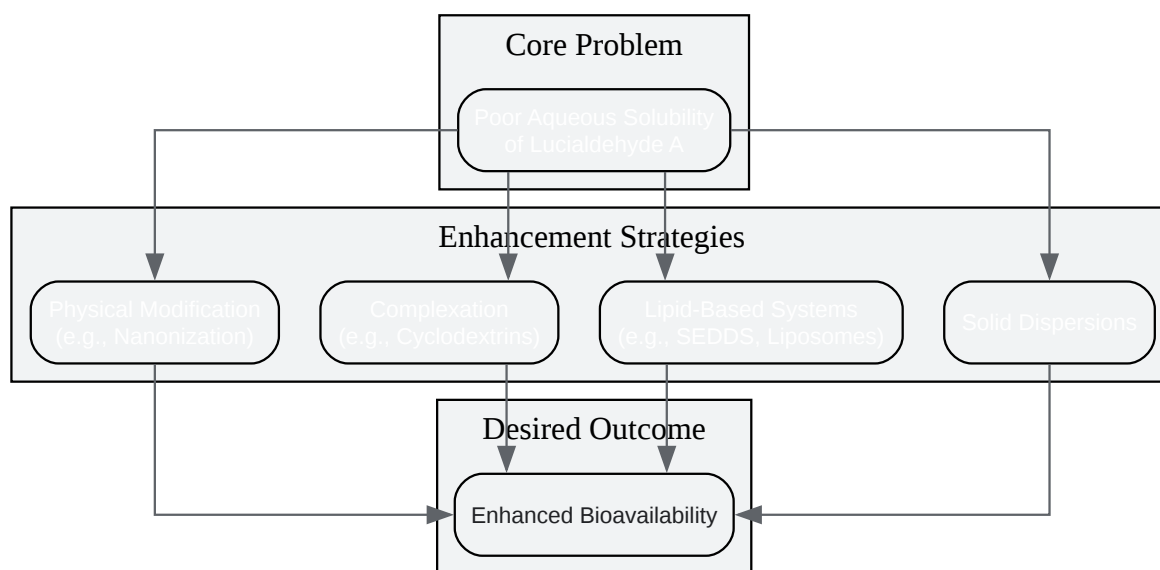 Core Problem
Poor Aqueous Solubility
of Lucialdehyde A
Enhancement Strategies
Physical Modification
(e.g., Nanonization)
Complexation
(e.g., Cyclodextrins)
Lipid-Based Systems
(e.g., SEDDS, Liposomes)
Solid Dispersions
Desired Outcome
Enhanced Bioavailability